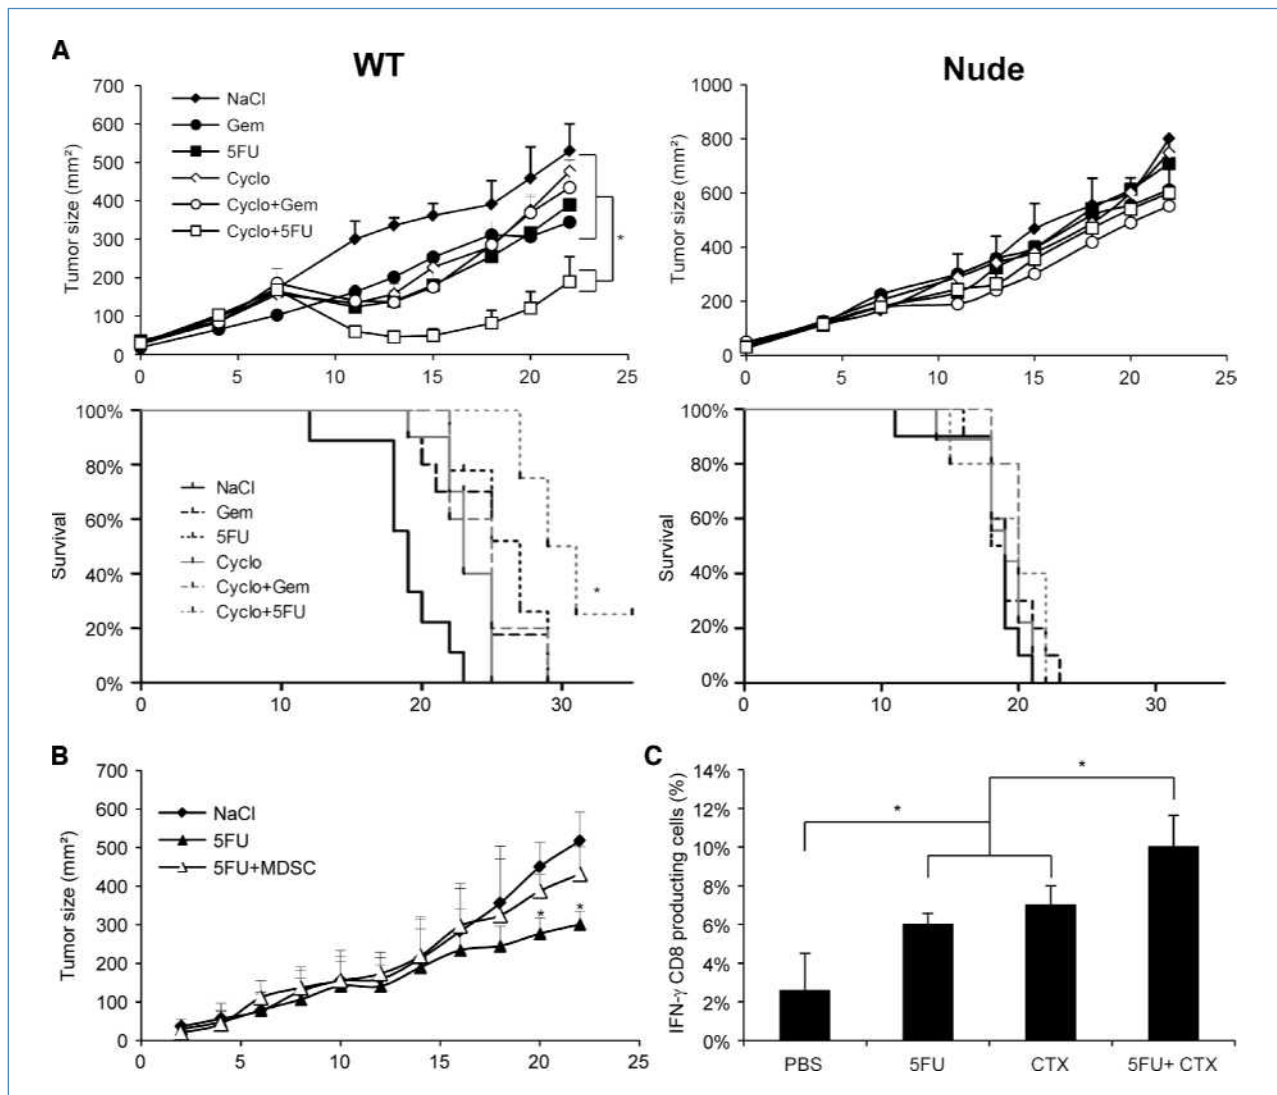 A
WT
Nude
Tumor size (mm²)
700
600
500
400
300
200
100
0
NaCl
Gem
5FU
Cyclo
Cyclo+Gem
Cyclo+5FU
*
0
5
10
15
20
25
Tumor size (mm²)
1000
800
600
400
200
0
0
5
10
15
20
25
Survival
100%
80%
60%
40%
20%
0%
NaCl
Gem
5FU
Cyclo
Cyclo+Gem
Cyclo+5FU
*
0
10
20
30
Survival
100%
80%
60%
40%
20%
0%
0
10
20
30
B
Tumor size (mm²)
700
600
500
400
300
200
100
0
NaCl
5FU
5FU+MDSC
* *
0
5
10
15
20
25
C
IFN-γ CD8 producting cells (%)
14%
12%
10%
8%
6%
4%
2%
0%
*
*
PBS
5FU
CTX
5FU+ CTX